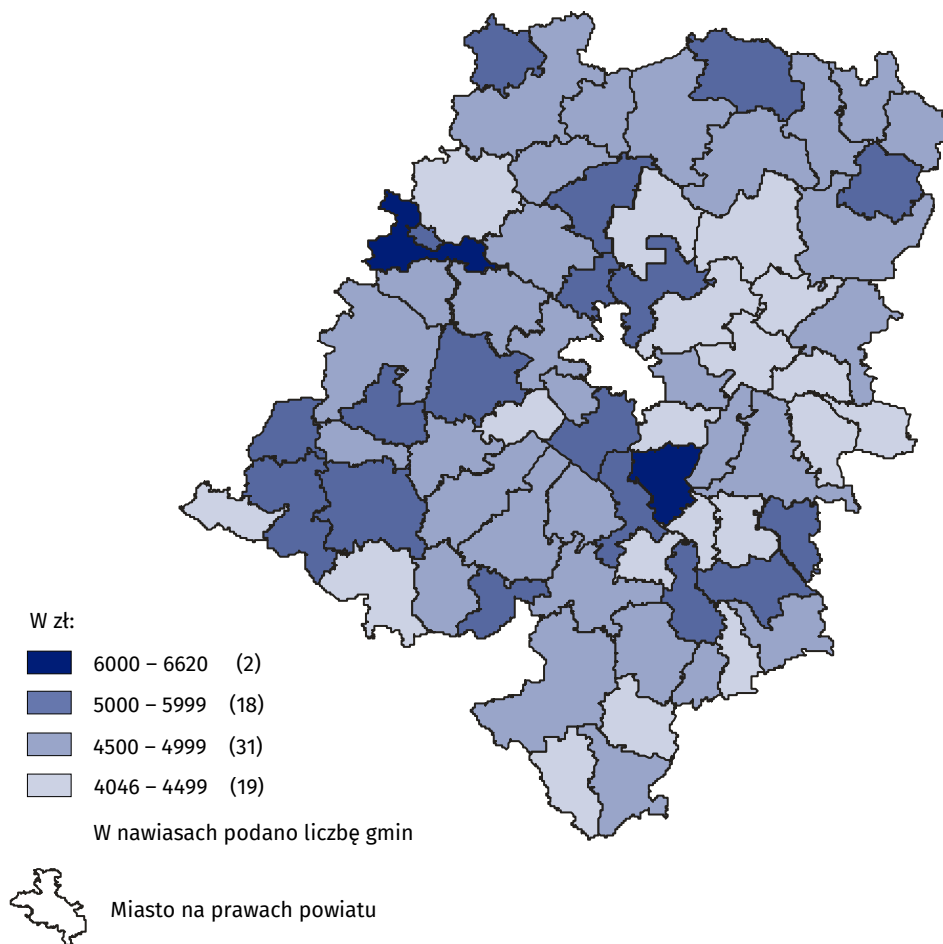 W zł:
6000 – 6620 (2)
5000 – 5999 (18)
4500 – 4999 (31)
4046 – 4499 (19)
W nawiasach podano liczbę gmin
Miasto na prawach powiatu